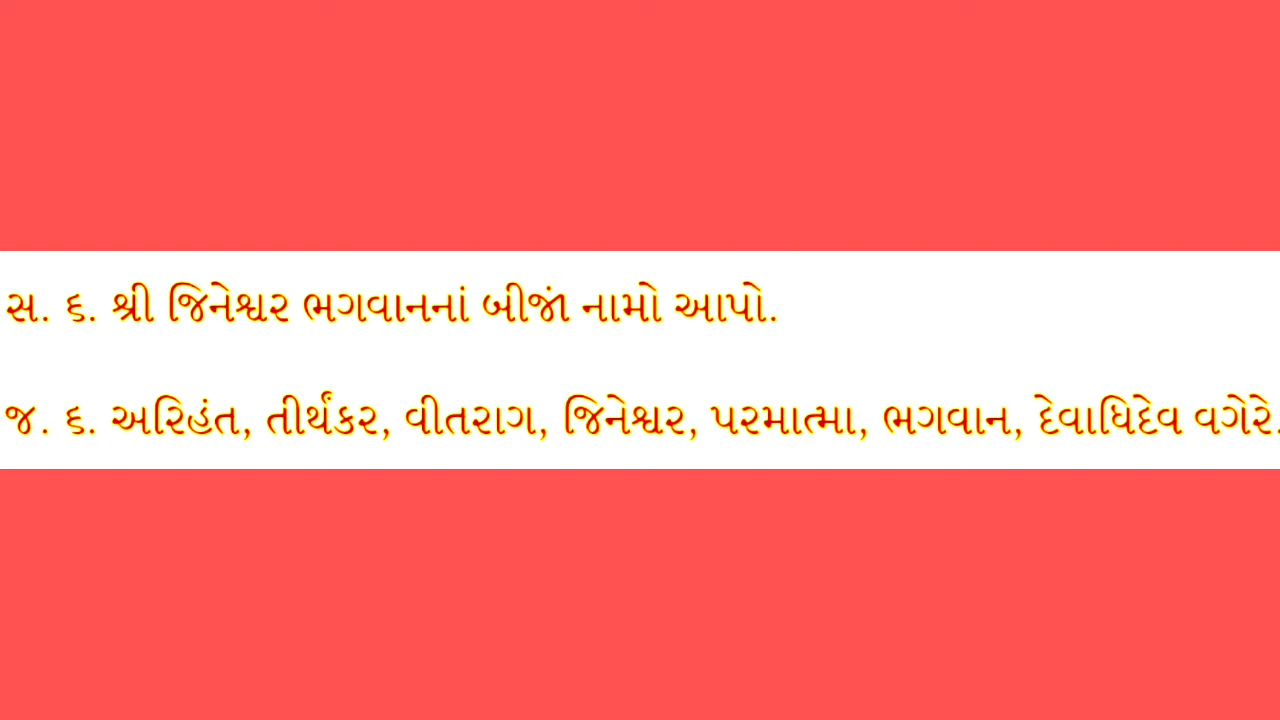 સ. ૬. શ્રી જિનેશ્વર ભગવાનનાં બીજાં નામો આપો.
જ. ૬. અરિહંત, તીર્થંકર, વીતરાગ, જિનેશ્વર, પરમાત્મા, ભગવાન, દેવાધિદેવ વગેરે.